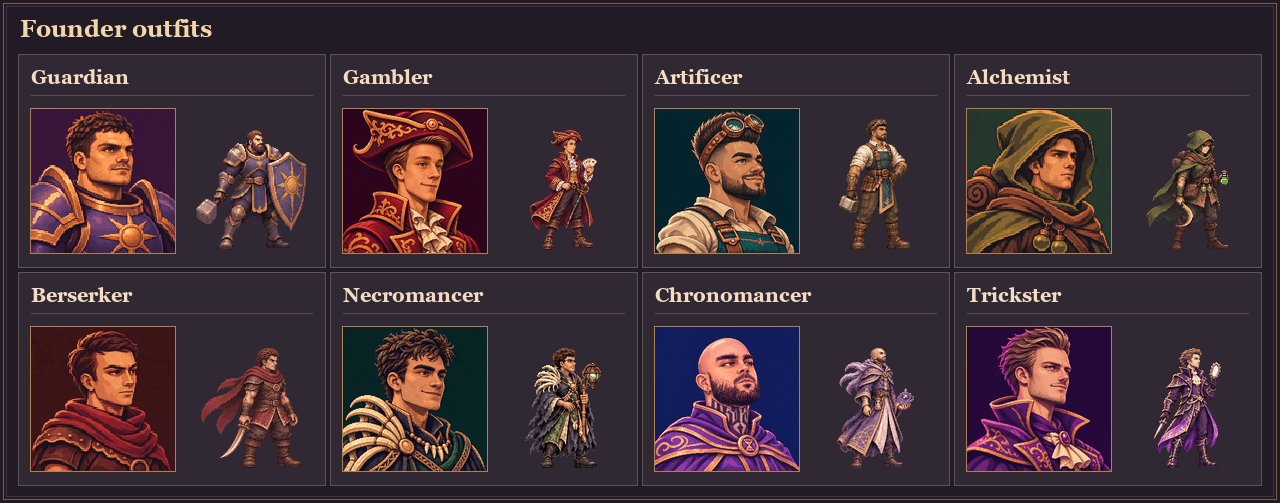 Founder outfits
Guardian
Gambler
Artificer
Alchemist
Berserker
Necromancer
Chronomancer
Trickster